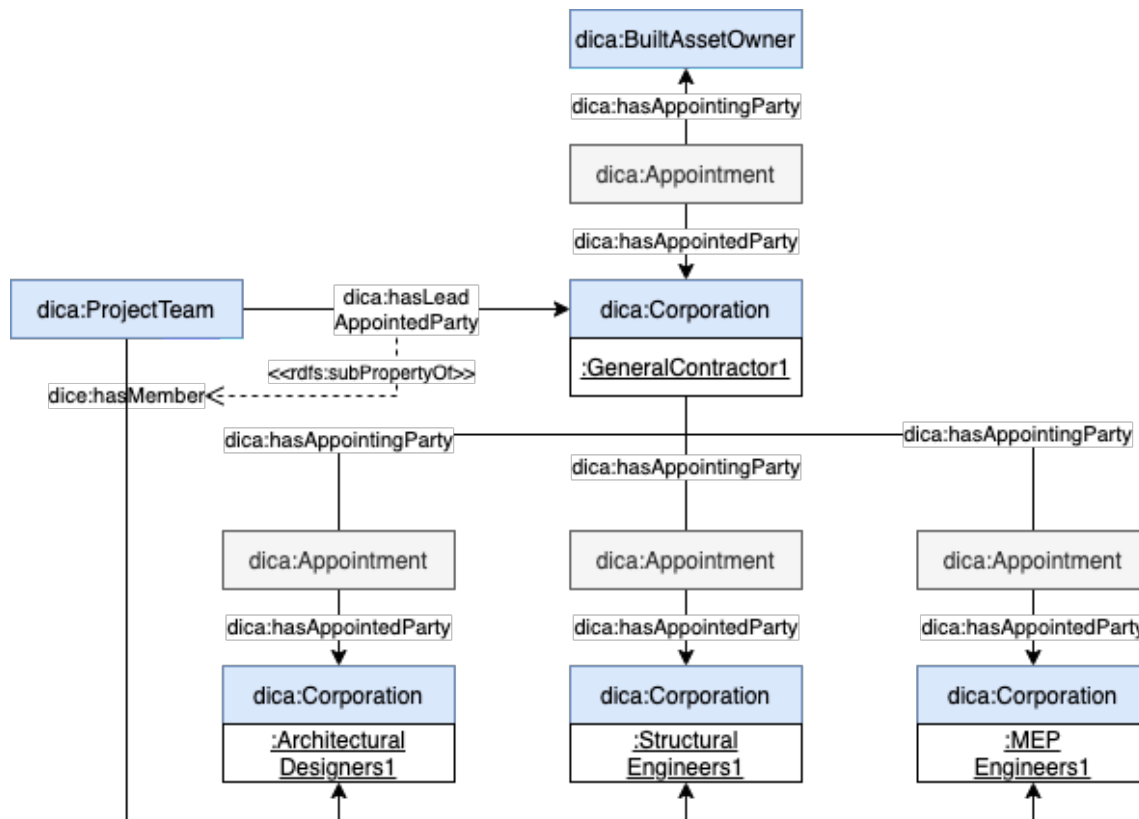 dica:BuiltAssetOwner
dica:hasAppointingParty
dica:Appointment
dica:hasAppointedParty
dica:ProjectTeam
dica:hasLead
AppointedParty
dica:Corporation
:GeneralContractor1
<<rdfs:subPropertyOf>>
dice:hasMember
dica:hasAppointingParty
dica:hasAppointingParty
dica:hasAppointingParty
dica:Appointment
dica:Appointment
dica:Appointment
dica:hasAppointedParty
dica:hasAppointedParty
dica:hasAppointedParty
dica:Corporation
:Architectural
Designers1
dica:Corporation
:Structural
Engineers1
dica:Corporation
:MEP
Engineers1